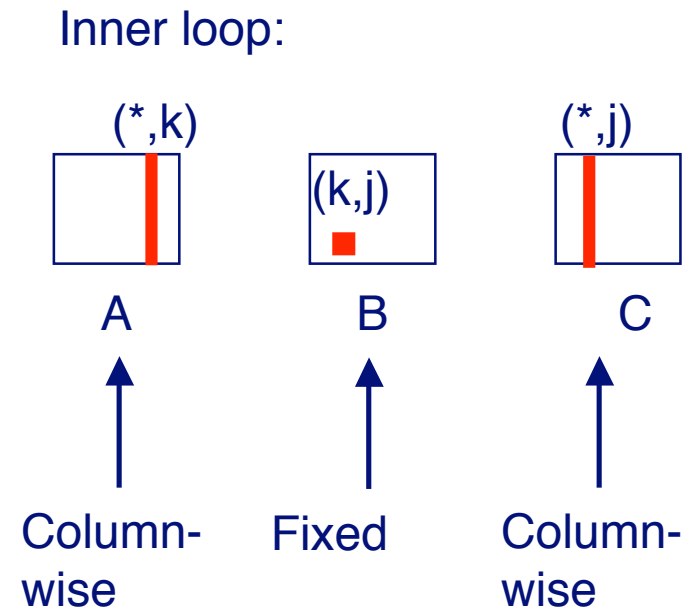 Inner loop:
(*,k)
(k,j)
(*,j)
A
B
C
Column-
wise
Fixed
Column-
wise